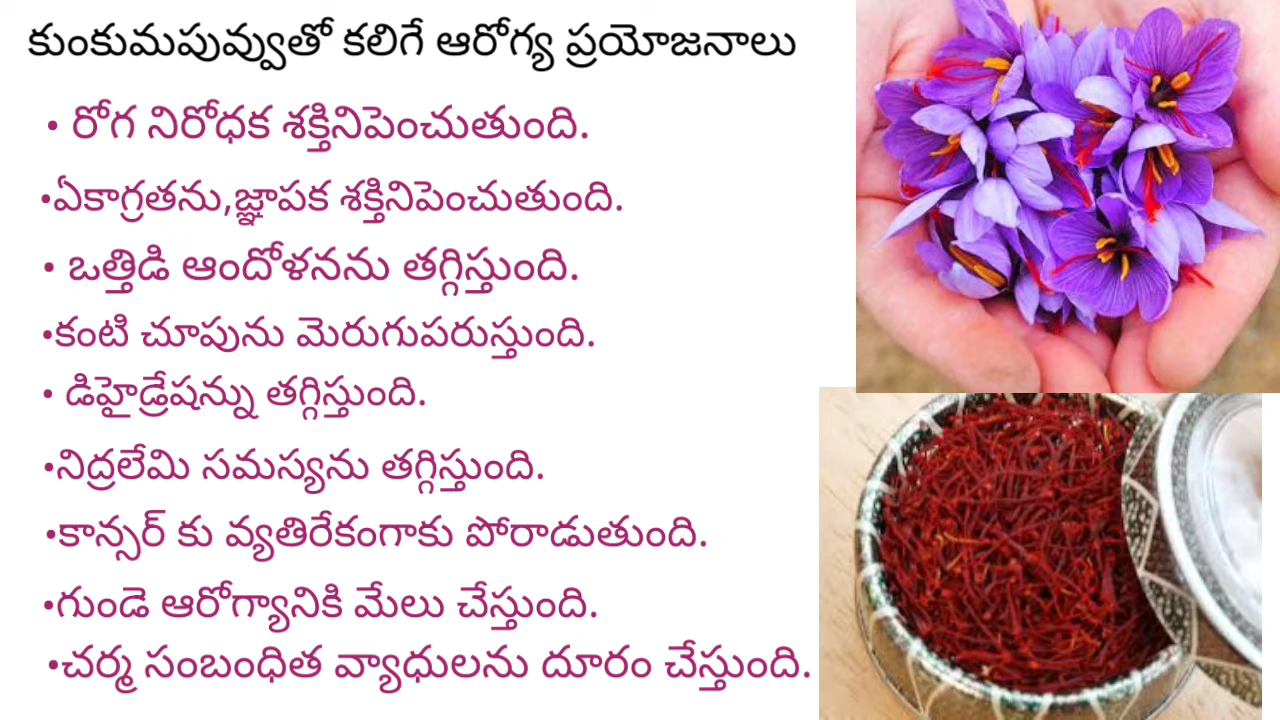 కుంకుమపువ్వుతో కలిగే ఆరోగ్య ప్రయోజనాలు
• రోగ నిరోధక శక్తినిపెంచుతుంది.
•ఏకాగ్రతను,జ్ఞాపక శక్తినిపెంచుతుంది.
• ఒత్తిడి ఆందోళనను తగ్గిస్తుంది.
•కంటి చూపును మెరుగుపరుస్తుంది.
• డిహైడ్రేషన్ను తగ్గిస్తుంది.
•నిద్రలేమి సమస్యను తగ్గిస్తుంది.
•కాన్సర్ కు వ్యతిరేకంగాకు పోరాడుతుంది.
•గుండె ఆరోగ్యానికి మేలు చేస్తుంది.
•చర్మ సంబంధిత వ్యాధులను దూరం చేస్తుంది.